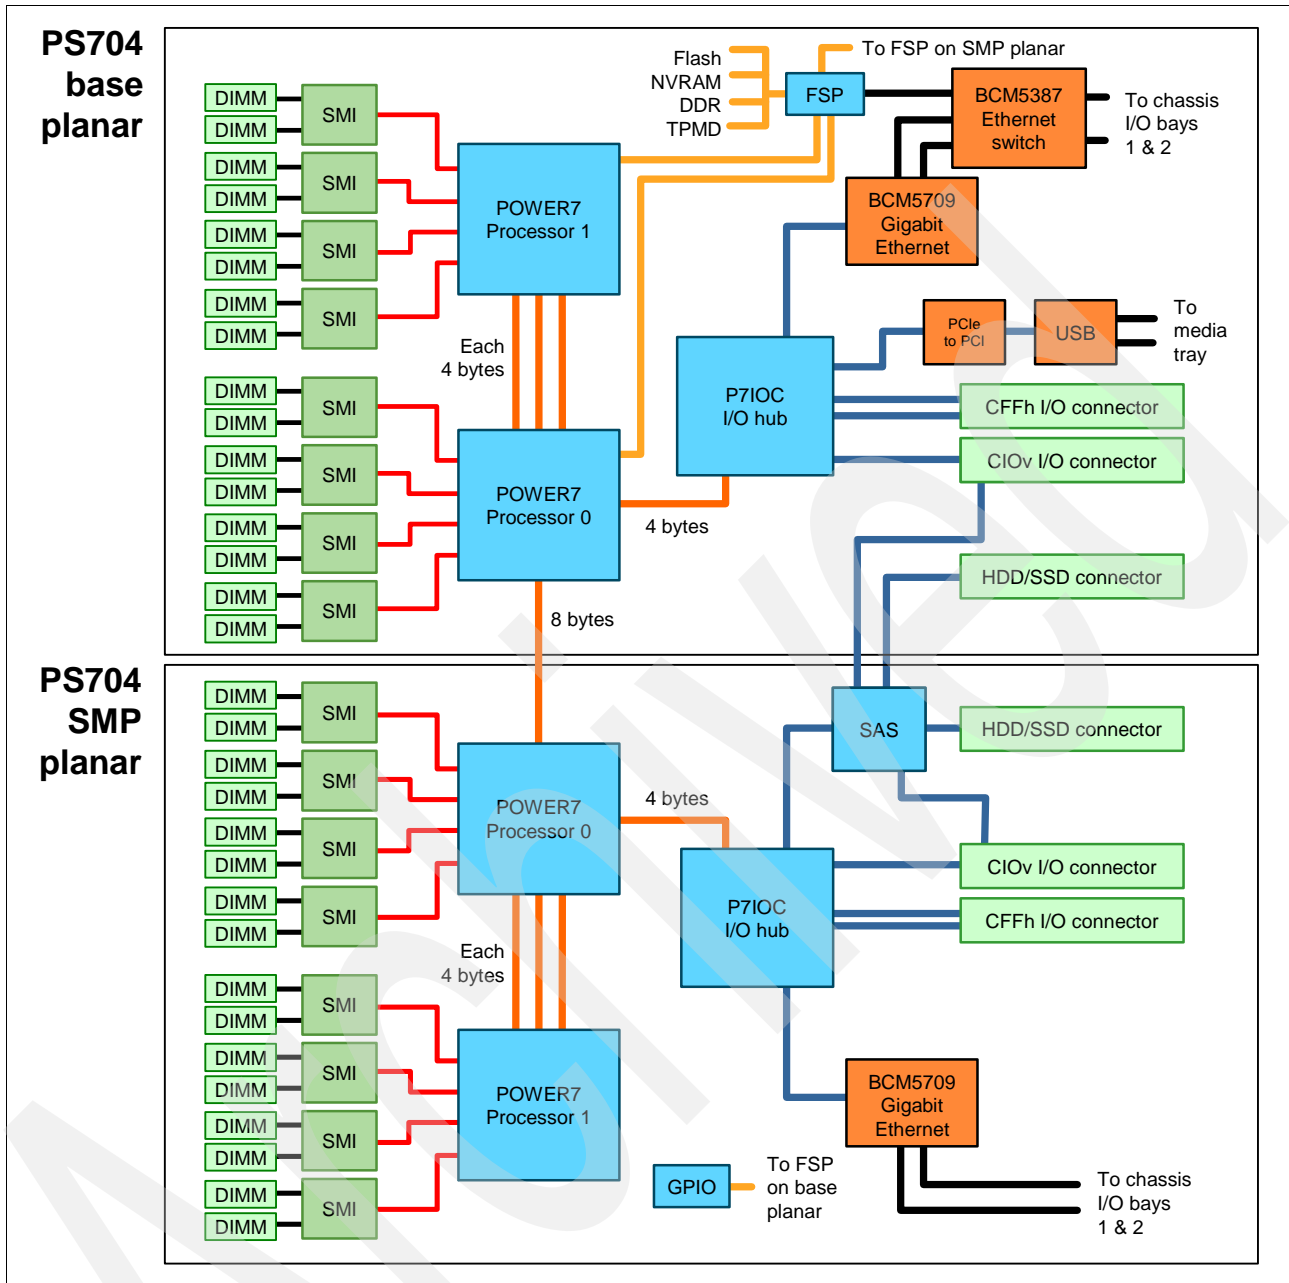 PS704
base
planar
DIMM
DIMM
SMI
DIMM
DIMM
SMI
DIMM
DIMM
SMI
DIMM
DIMM
SMI
DIMM
DIMM
SMI
DIMM
DIMM
SMI
DIMM
DIMM
SMI
DIMM
DIMM
SMI
POWER7
Processor 1
Each
4 bytes
POWER7
Processor 0
8 bytes
4 bytes
Flash
NVRAM
DDR
TPMD
FSP
To FSP on SMP planar
BCM5387
Ethernet
switch
To chassis
I/O bays
1 & 2
BCM5709
Gigabit
Ethernet
P7IOC
I/O hub
PCIe
to PCI
USB
To
media
tray
CFFh I/O connector
CIOv I/O connector
HDD/SSD connector
PS704
SMP
planar
DIMM
DIMM
SMI
DIMM
DIMM
SMI
DIMM
DIMM
SMI
DIMM
DIMM
SMI
DIMM
DIMM
SMI
DIMM
DIMM
SMI
DIMM
DIMM
SMI
DIMM
DIMM
SMI
POWER7
Processor 0
4 bytes
Each
4 bytes
POWER7
Processor 1
SAS
HDD/SSD connector
P7IOC
I/O hub
CIOv I/O connector
CFFh I/O connector
BCM5709
Gigabit
Ethernet
GPIO
To FSP
on base
planar
To chassis
I/O bays
1 & 2
Archived